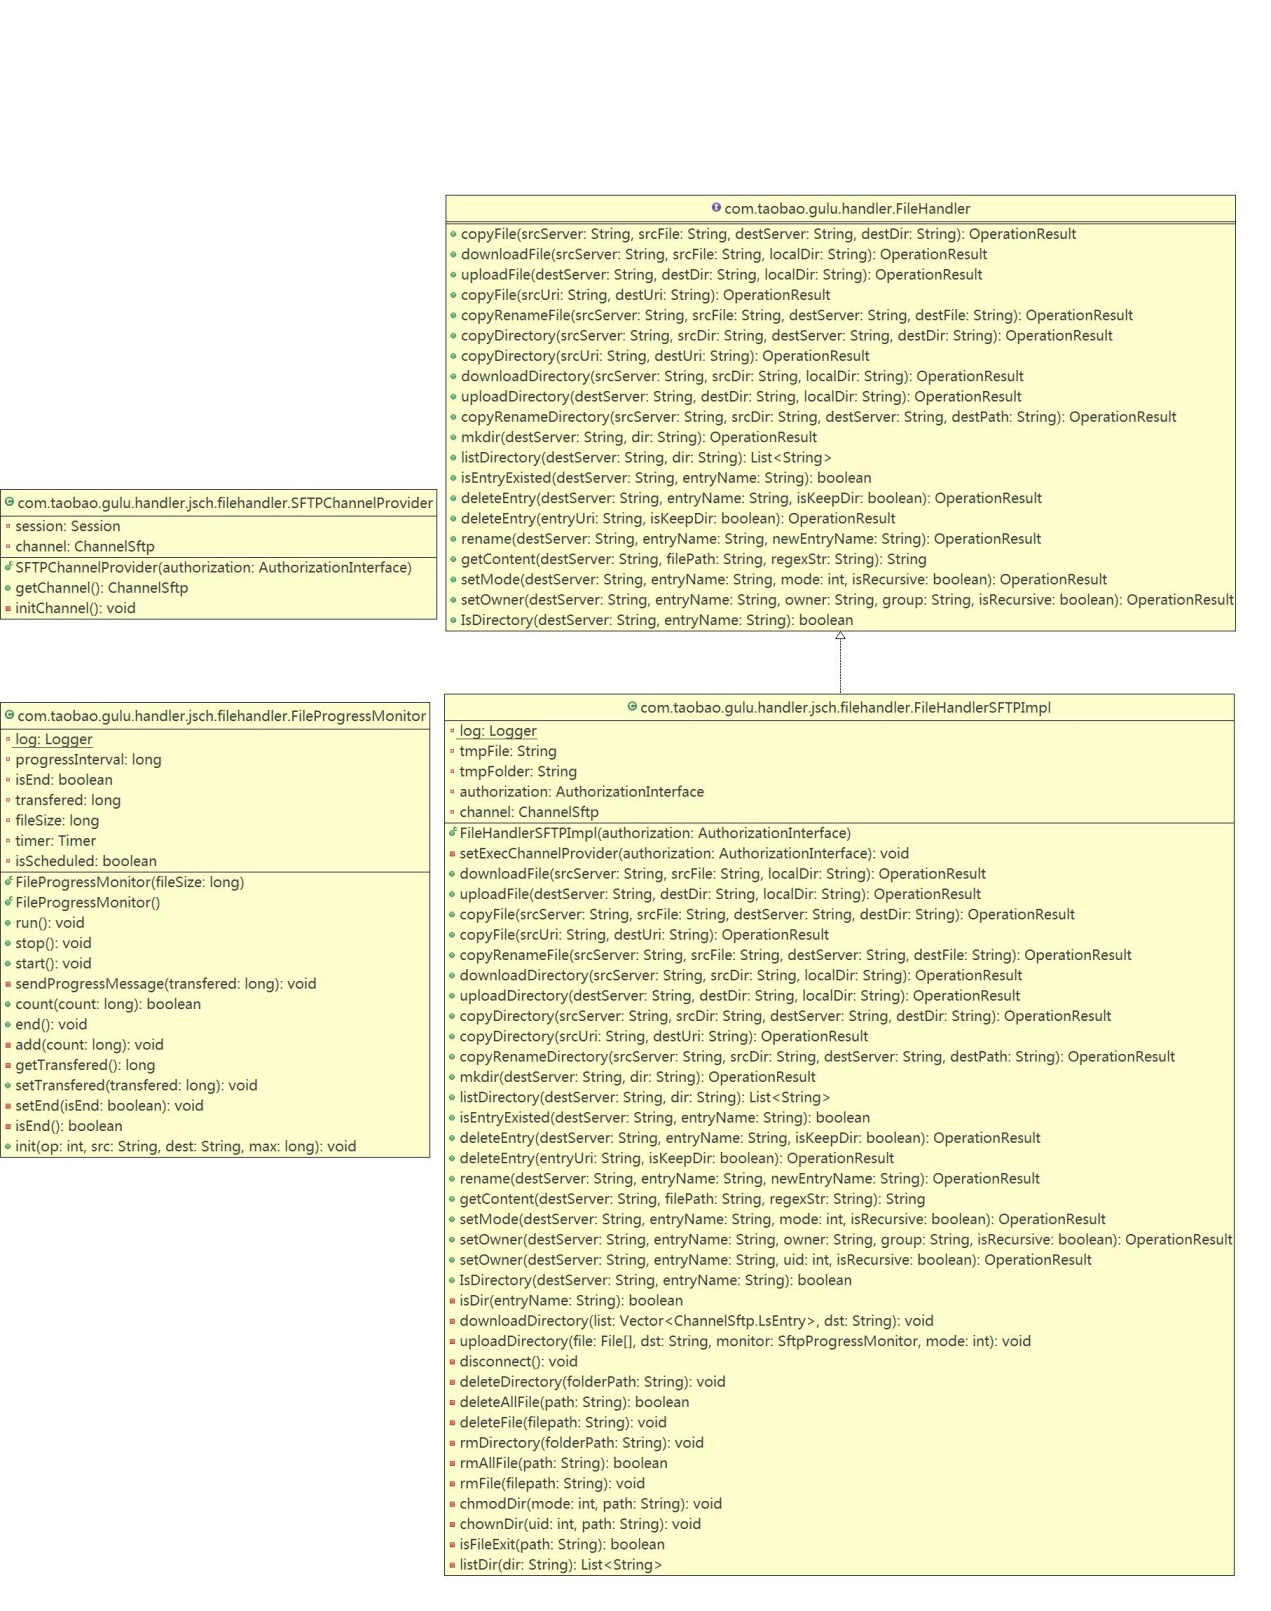 com.taobao.gulu.handler.FileHandler
copyFile(srcServer: String, srcFile: String, destServer: String, destDir: String): OperationResult
downloadFile(srcServer: String, srcFile: String, localDir: String): OperationResult
uploadFile(destServer: String, destDir: String, localDir: String): OperationResult
copyFile(srcUri: String, destUri: String): OperationResult
copyRenameFile(srcServer: String, srcFile: String, destServer: String, destFile: String): OperationResult
copyDirectory(srcServer: String, srcDir: String, destServer: String, destDir: String): OperationResult
copyDirectory(srcUri: String, destUri: String): OperationResult
downloadDirectory(srcServer: String, srcDir: String, localDir: String): OperationResult
uploadDirectory(destServer: String, destDir: String, localDir: String): OperationResult
copyRenameDirectory(srcServer: String, srcDir: String, destServer: String, destPath: String): OperationResult
mkdir(destServer: String, dir: String): OperationResult
listDirectory(destServer: String, dir: String): List<String>
isEntryExisted(destServer: String, entryName: String): boolean
deleteEntry(destServer: String, entryName: String, isKeepDir: boolean): OperationResult
deleteEntry(entryUri: String, isKeepDir: boolean): OperationResult
rename(destServer: String, entryName: String, newEntryName: String): OperationResult
getContent(destServer: String, filePath: String, regexStr: String): String
setMode(destServer: String, entryName: String, mode: int, isRecursive: boolean): OperationResult
setOwner(destServer: String, entryName: String, owner: String, group: String, isRecursive: boolean): OperationResult
IsDirectory(destServer: String, entryName: String): boolean
com.taobao.gulu.handler.jsch.filehandler.SFTPChannelProvider
session: Session
channel: ChannelSftp
SFTPChannelProvider(authorization: AuthorizationInterface)
getChannel(): ChannelSftp
initChannel(): void
com.taobao.gulu.handler.jsch.filehandler.FileProgressMonitor
log: Logger
progressInterval: long
isEnd: boolean
transfered: long
fileSize: long
timer: Timer
isScheduled: boolean
FileProgressMonitor(fileSize: long)
FileProgressMonitor()
run(): void
stop(): void
start(): void
sendProgressMessage(transfered: long): void
count(count: long): boolean
end(): void
add(count: long): void
getTransfered(): long
setTransfered(transfered: long): void
setEnd(isEnd: boolean): void
isEnd(): boolean
init(op: int, src: String, dest: String, max: long): void
com.taobao.gulu.handler.jsch.filehandler.FileHandlerSFTPImpl
log: Logger
tmpFile: String
tmpFolder: String
authorization: AuthorizationInterface
channel: ChannelSftp
FileHandlerSFTPImpl(authorization: AuthorizationInterface)
setExecChannelProvider(authorization: AuthorizationInterface): void
downloadFile(srcServer: String, srcFile: String, localDir: String): OperationResult
uploadFile(destServer: String, destDir: String, localDir: String): OperationResult
copyFile(srcServer: String, srcFile: String, destServer: String, destDir: String): OperationResult
copyFile(srcUri: String, destUri: String): OperationResult
copyRenameFile(srcServer: String, srcFile: String, destServer: String, destFile: String): OperationResult
downloadDirectory(srcServer: String, srcDir: String, localDir: String): OperationResult
uploadDirectory(destServer: String, destDir: String, localDir: String): OperationResult
copyDirectory(srcServer: String, srcDir: String, destServer: String, destDir: String): OperationResult
copyDirectory(srcUri: String, destUri: String): OperationResult
copyRenameDirectory(srcServer: String, srcDir: String, destServer: String, destPath: String): OperationResult
mkdir(destServer: String, dir: String): OperationResult
listDirectory(destServer: String, dir: String): List<String>
isEntryExisted(destServer: String, entryName: String): boolean
deleteEntry(destServer: String, entryName: String, isKeepDir: boolean): OperationResult
deleteEntry(entryUri: String, isKeepDir: boolean): OperationResult
rename(destServer: String, entryName: String, newEntryName: String): OperationResult
getContent(destServer: String, filePath: String, regexStr: String): String
setMode(destServer: String, entryName: String, mode: int, isRecursive: boolean): OperationResult
setOwner(destServer: String, entryName: String, owner: String, group: String, isRecursive: boolean): OperationResult
setOwner(destServer: String, entryName: String, uid: int, isRecursive: boolean): OperationResult
IsDirectory(destServer: String, entryName: String): boolean
isDir(entryName: String): boolean
downloadDirectory(list: Vector<ChannelSftp.LsEntry>, dst: String): void
uploadDirectory(file: File[], dst: String, monitor: SftpProgressMonitor, mode: int): void
disconnect(): void
deleteDirectory(folderPath: String): void
deleteAllFile(path: String): boolean
deleteFile(filepath: String): void
rmDirectory(folderPath: String): void
rmAllFile(path: String): boolean
rmFile(filepath: String): void
chmodDir(mode: int, path: String): void
chownDir(uid: int, path: String): void
isFileExit(path: String): boolean
listDir(dir: String): List<String>